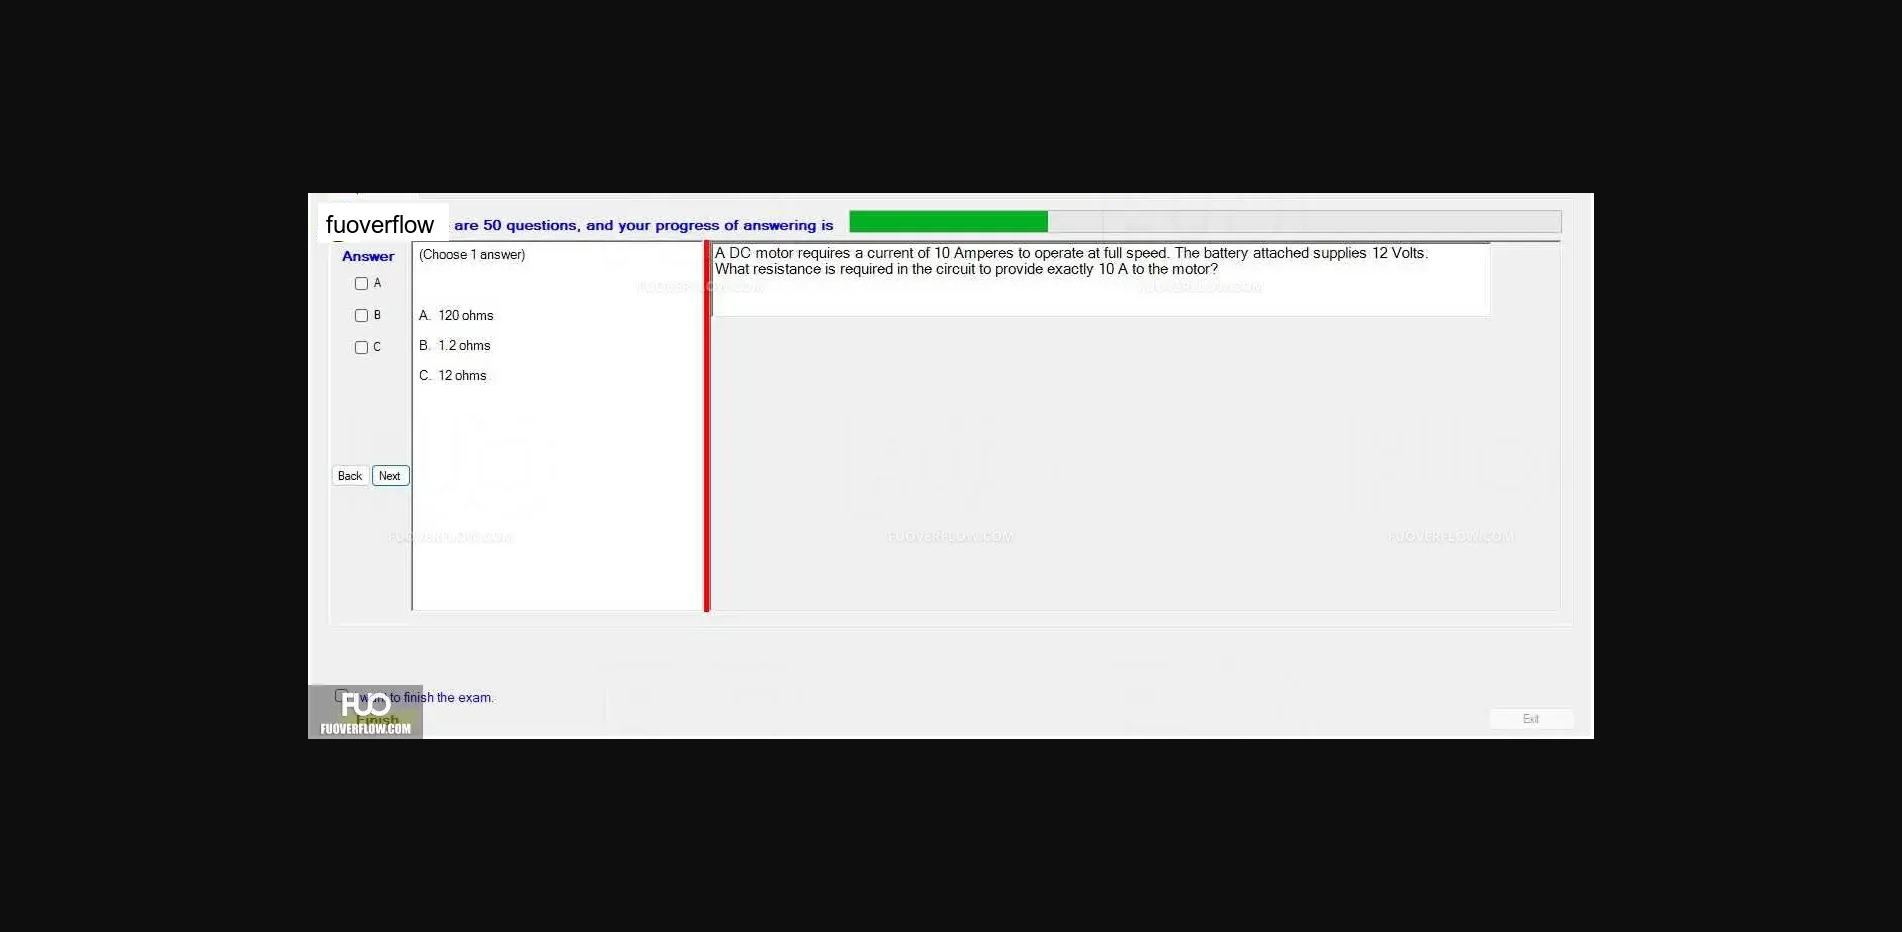 fuoverflow are 50 questions, and your progress of answering is
Answer
A
B
C
Back Next
(Choose 1 answer)
A. 120 ohms
B. 1.2 ohms
C. 12 ohms
A DC motor requires a current of 10 Amperes to operate at full speed. The battery attached supplies 12 Volts.
What resistance is required in the circuit to provide exactly 10 A to the motor?
FUOVERFLOW.COM FUOVERFLOW.COM
FUOVERFLOW.COM FUOVERFLOW.COM FUOVERFLOW.COM
want to finish the exam.
FUO
Finish
FUOVERFLOW.COM
Exit